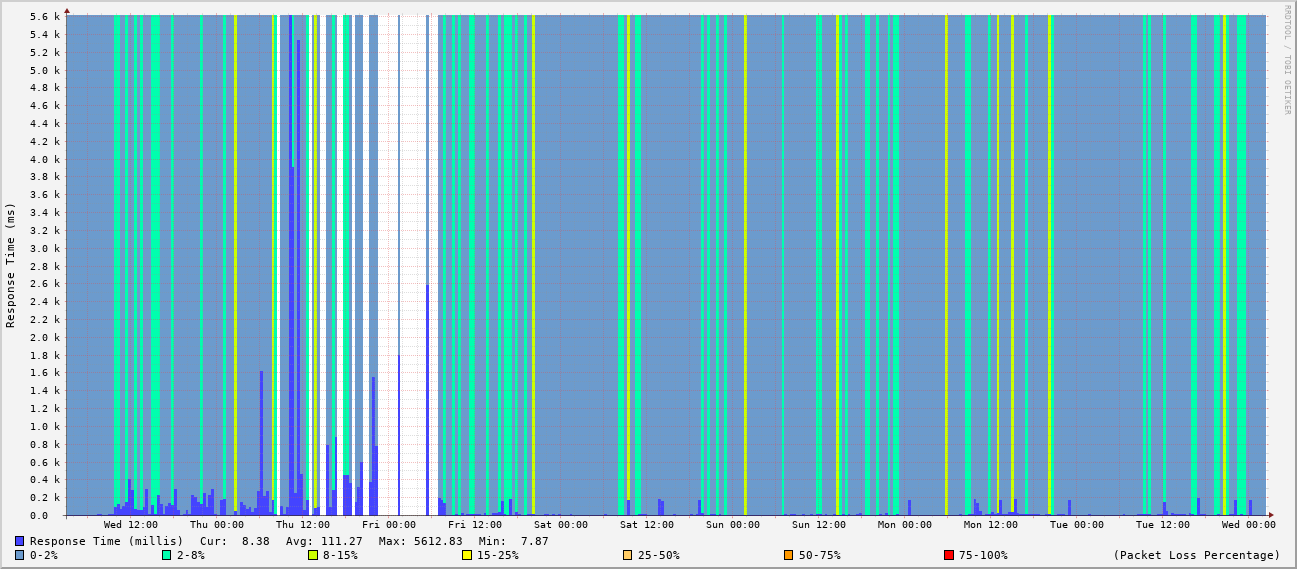 5.6 k
5.4 k
5.2 k
5.0 k
4.8 k
4.6 k
4.4 k
4.2 k
4.0 k
3.8 k
3.6 k
3.4 k
3.2 k
3.0 k
2.8 k
2.6 k
2.4 k
2.2 k
2.0 k
1.8 k
1.6 k
1.4 k
1.2 k
1.0 k
0.8 k
0.6 k
0.4 k
0.2 k
0.0
Response Time (ms)
RRDTOOL / TOBI OETIKER
Wed 12:00 Thu 00:00 Thu 12:00 Fri 00:00 Fri 12:00 Sat 00:00 Sat 12:00 Sun 00:00 Sun 12:00 Mon 00:00 Mon 12:00 Tue 00:00 Tue 12:00 Wed 00:00
Response Time (millis) Cur: 8.38 Avg: 111.27 Max: 5612.83 Min: 7.87
0-2% 2-8% 8-15% 15-25% 25-50% 50-75% 75-100% (Packet Loss Percentage)